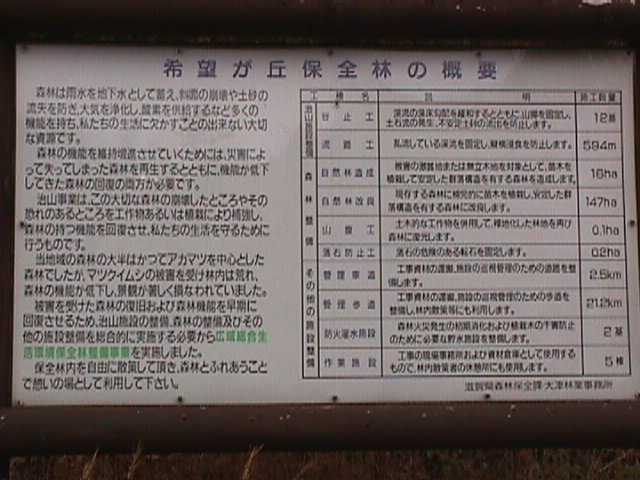 希望が丘保全林の概要
森林は雨水を地下水として蓄え、斜面の崩壊や土砂の
流失を防ぎ、大気を浄化し、酸素を供給するなど多くの
機能を持ち、私たちの生活に欠かすことの出来ない大切
な資源です。
森林の機能を維持増進させていくためには、災害によ
って失ってしまった森林を再生するとともに、機能が低下
してきた森林の回復の両方が必要です。
治山事業は、この大切な森林の崩壊したところやその
恐れのあるところを工作物あるいは植栽により補強し、
森林の持つ機能を回復させ、私たちの生活を守るために
行うものです。
当地域の森林の大半はかつてアカマツを中心とした
森林でしたが、マツクイムシの被害を受け林内は荒れ、
森林の機能が低下し、景観が著しく損なわれていました。
被害を受けた森林の復旧および森林機能を早期に
回復させるため、治山施設の整備、森林の整備及びその
他の施設整備を総合的に実施する必要から広域総合生
活環境保全林整備事業を実施しました。
保全林内を自由に散策して頂き、森林とふれあうこと
で憩いの場として利用して下さい。
工種名 説明 施工数量
治山施設整備
谷止工 渓流の渓床勾配を緩和するとともに、山脚を固定し、
土石流の発生、不安定土砂の流出を防止します。 12基
流路工 乱流している渓流を固定し、縦横浸食を防止します。 594m
森林整備
自然林造成 被害の激甚地または無立木地を対象として、苗木を
植栽して安定した群落構造を有する森林を造成します。 16ha
自然林改良 現存する森林に補完的に苗木を植栽し、安定した群
落構造を有する森林に改良します。 147ha
山腹工 土木的な工作物を併用して、裸地化した林地を再び
森林に復元します。 0.1ha
落石防止工 落石の危険のある転石を固定します。 0.2ha
その他の施設整備
管理車道 工事資材の運搬、施設の巡視管理のための道路を整
備します。 2.5km
管理歩道 工事資材の運搬、施設の巡視管理のための歩道を
整備し、林内散策等にも利用します。 21.2km
防火灌水施設 森林火災発生の初期消火および植栽木の干害防止
のために必要な貯水施設を整備します。 2基
作業施設 工事の現場事務所および資材倉庫として使用する
もので、林内散策者の休憩所にも使用します。 5棟
滋賀県森林保全課・大津林業事務所